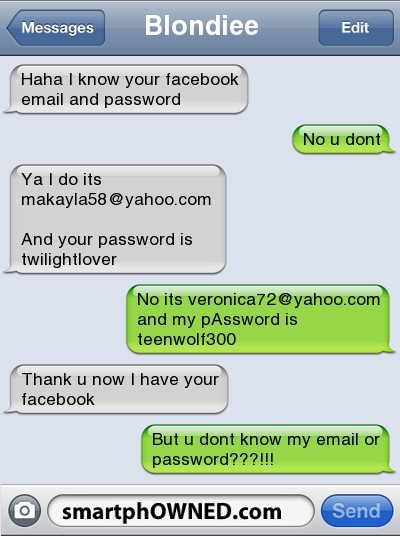 Messages
Blondiee
Edit
Haha I know your facebook
email and password
No u dont
Ya I do its
makayla58@yahoo.com
And your password is
twilightlover
No its veronica72@yahoo.com
and my pAssword is
teenwolf300
Thank u now I have your
facebook
But u dont know my email or
password???!!!
smartphOWNED.com
Send